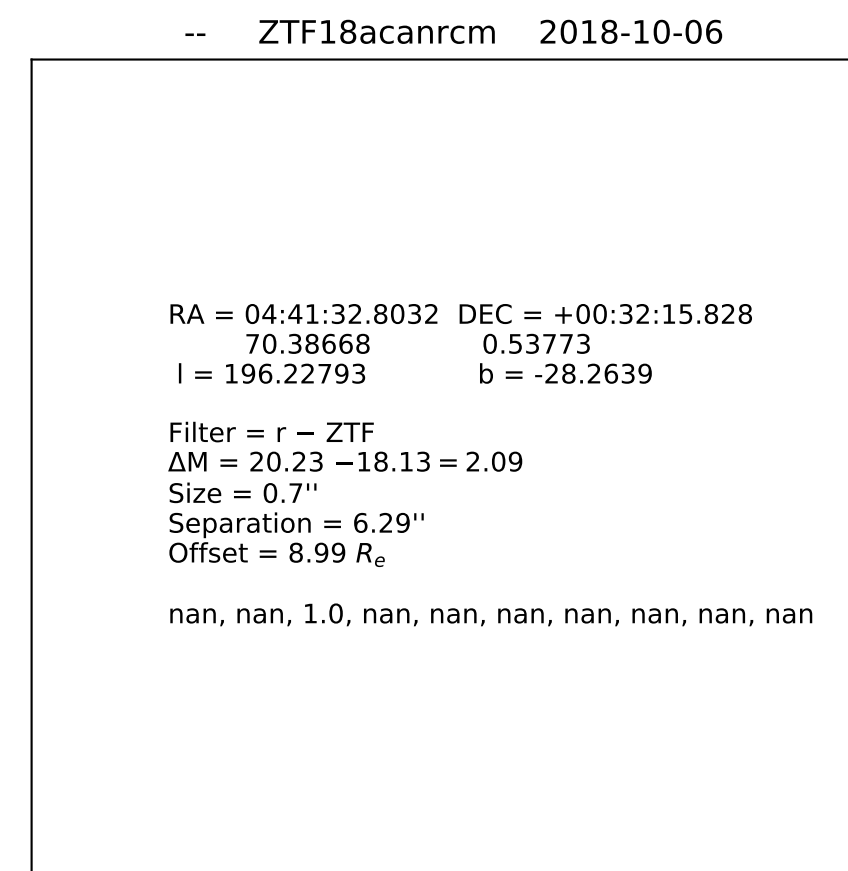 -- ZTF18acanrcm 2018-10-06
RA = 04:41:32.8032 DEC = +00:32:15.828
70.38668 0.53773
l = 196.22793 b = -28.2639
Filter = r − ZTF
ΔM = 20.23 −18.13 = 2.09
Size = 0.7''
Separation = 6.29''
Offset = 8.99 Re
nan, nan, 1.0, nan, nan, nan, nan, nan, nan, nan